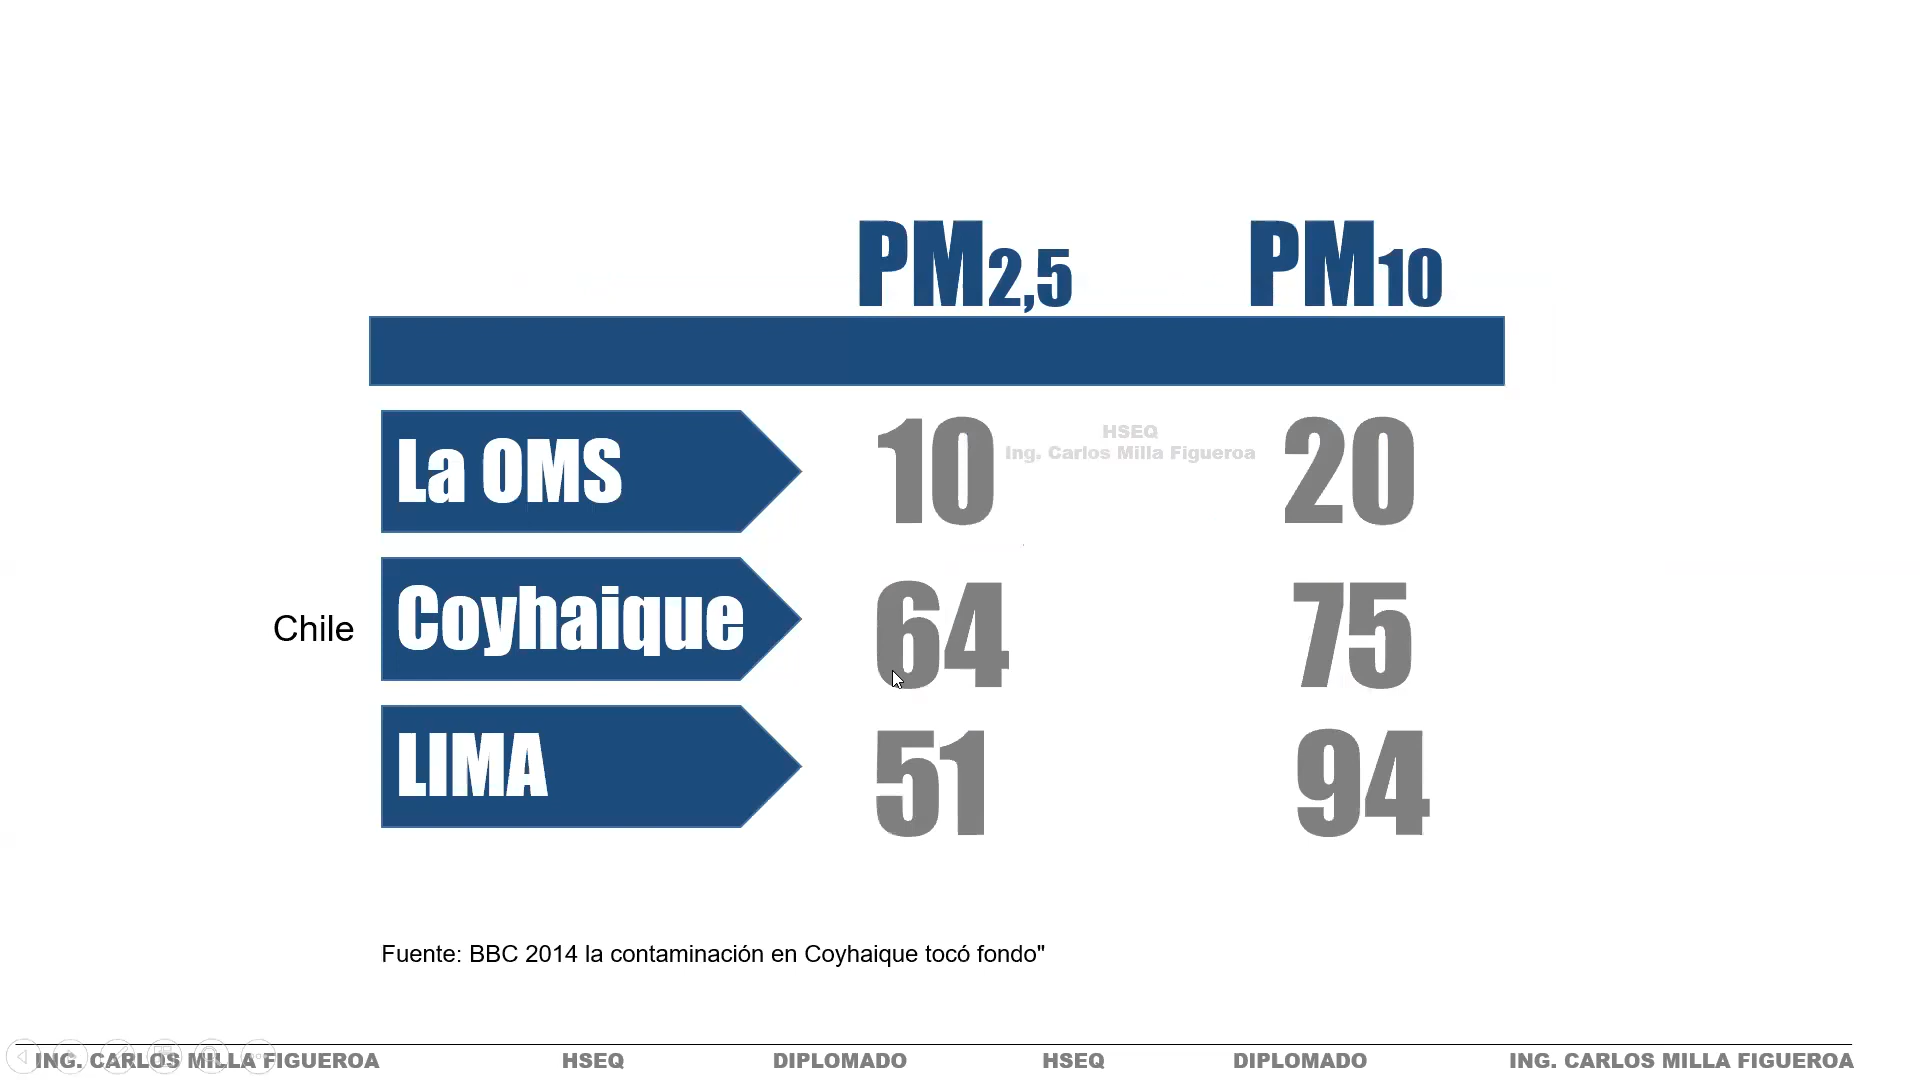 PM2,5 PM10
La OMS 10 20
HSEQ
Ing. Carlos Milla Figueroa
Chile Coyhaique 64 75
LIMA 51 94
Fuente: BBC 2014 la contaminación en Coyhaique tocó fondo"
ING. CARLOS MILLA FIGUEROA HSEQ DIPLOMADO HSEQ DIPLOMADO ING. CARLOS MILLA FIGUEROA